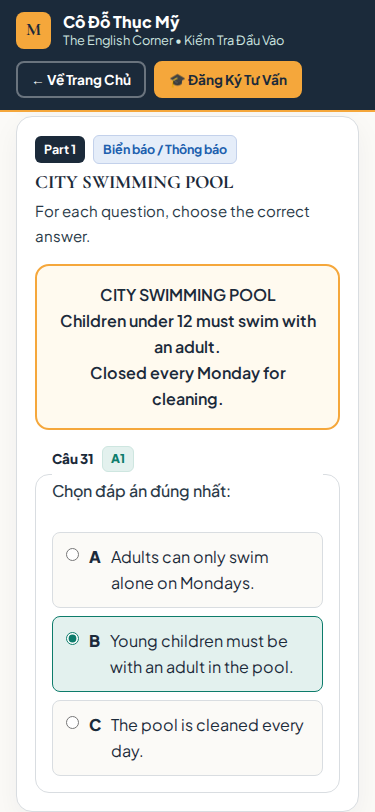 M
Cô Đỗ Thục Mỹ
The English Corner • Kiểm Tra Đầu Vào
← Về Trang Chủ
🎓 Đăng Ký Tư Vấn
Part 1
Biển báo / Thông báo
CITY SWIMMING POOL
For each question, choose the correct
answer.
CITY SWIMMING POOL
Children under 12 must swim with
an adult.
Closed every Monday for
cleaning.
Câu 31
A1
Chọn đáp án đúng nhất:
A Adults can only swim
alone on Mondays.
B Young children must be
with an adult in the pool.
C The pool is cleaned every
day.